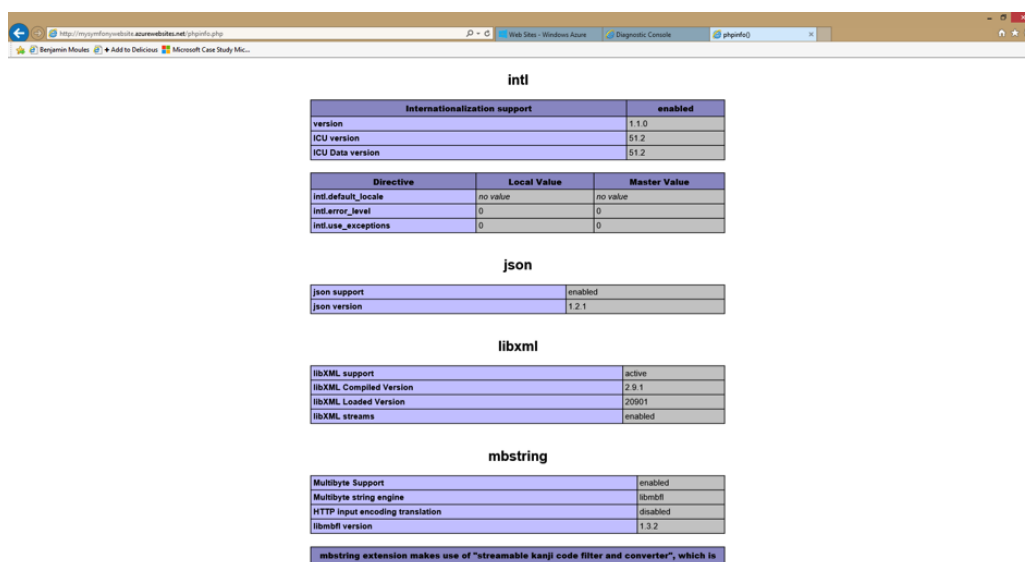 http://mysymfonywebsite.azurewebsites.net/phpinfo.php
Web Sites - Windows Azure
Diagnostic Console
phpinfo()
Benjamin Moules
+ Add to Delicious
Microsoft Case Study Mic...
intl
Internationalization support enabled
version 1.1.0
ICU version 51.2
ICU Data version 51.2
Directive Local Value Master Value
intl.default_locale no value no value
intl.error_level 0 0
intl.use_exceptions 0 0
json
json support enabled
json version 1.2.1
libxml
libXML support active
libXML Compiled Version 2.9.1
libXML Loaded Version 20901
libXML streams enabled
mbstring
Multibyte Support enabled
Multibyte string engine libmbfl
HTTP input encoding translation disabled
libmbfl version 1.3.2
mbstring extension makes use of "streamable kanji code filter and converter", which is